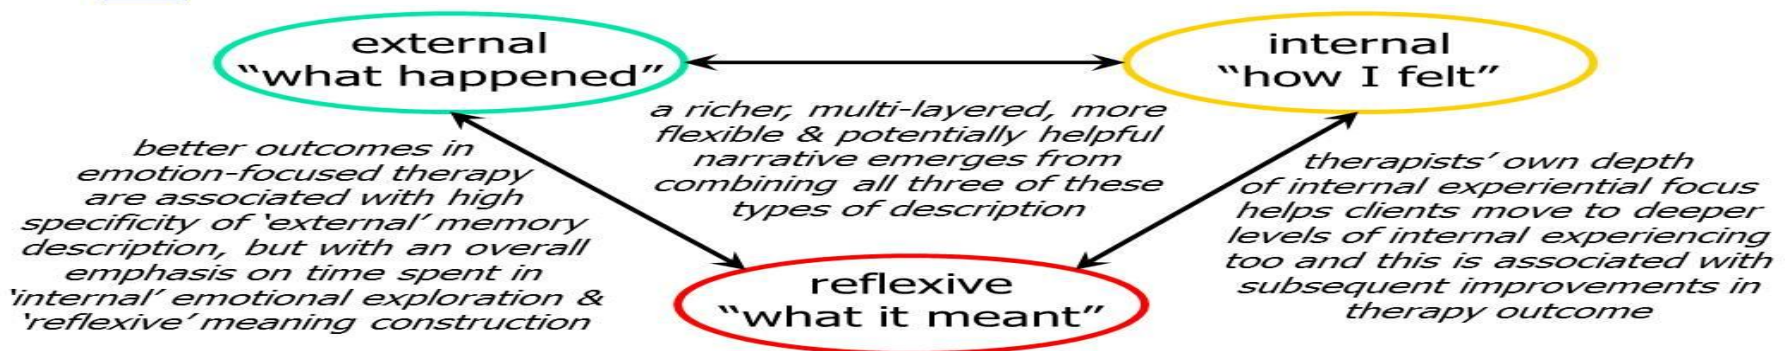 external
“what happened”
internal
“how I felt”
a richer, multi-layered, more
flexible & potentially helpful
narrative emerges from
combining all three of these
types of description
better outcomes in
emotion-focused therapy
are associated with high
specificity of ‘external’ memory
description, but with an overall
emphasis on time spent in
‘internal’ emotional exploration &
‘reflexive’ meaning construction
therapists’ own depth
of internal experiential focus
helps clients move to deeper
levels of internal experiencing
too and this is associated with
subsequent improvements in
therapy outcome
reflexive
“what it meant”